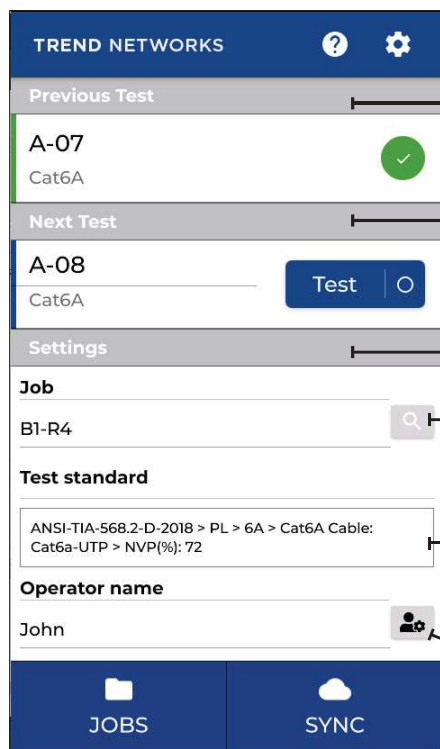 TREND NETWORKS
Previous Test
A-07
Cat6A
Next Test
A-08
Cat6A
Test
Settings
Job
B1-R4
Test standard
ANSI-TIA-568.2-D-2018 > PL > 6A > Cat6A Cable:
Cat6a-UTP > NVP(%): 72
Operator name
John
JOBS SYNC